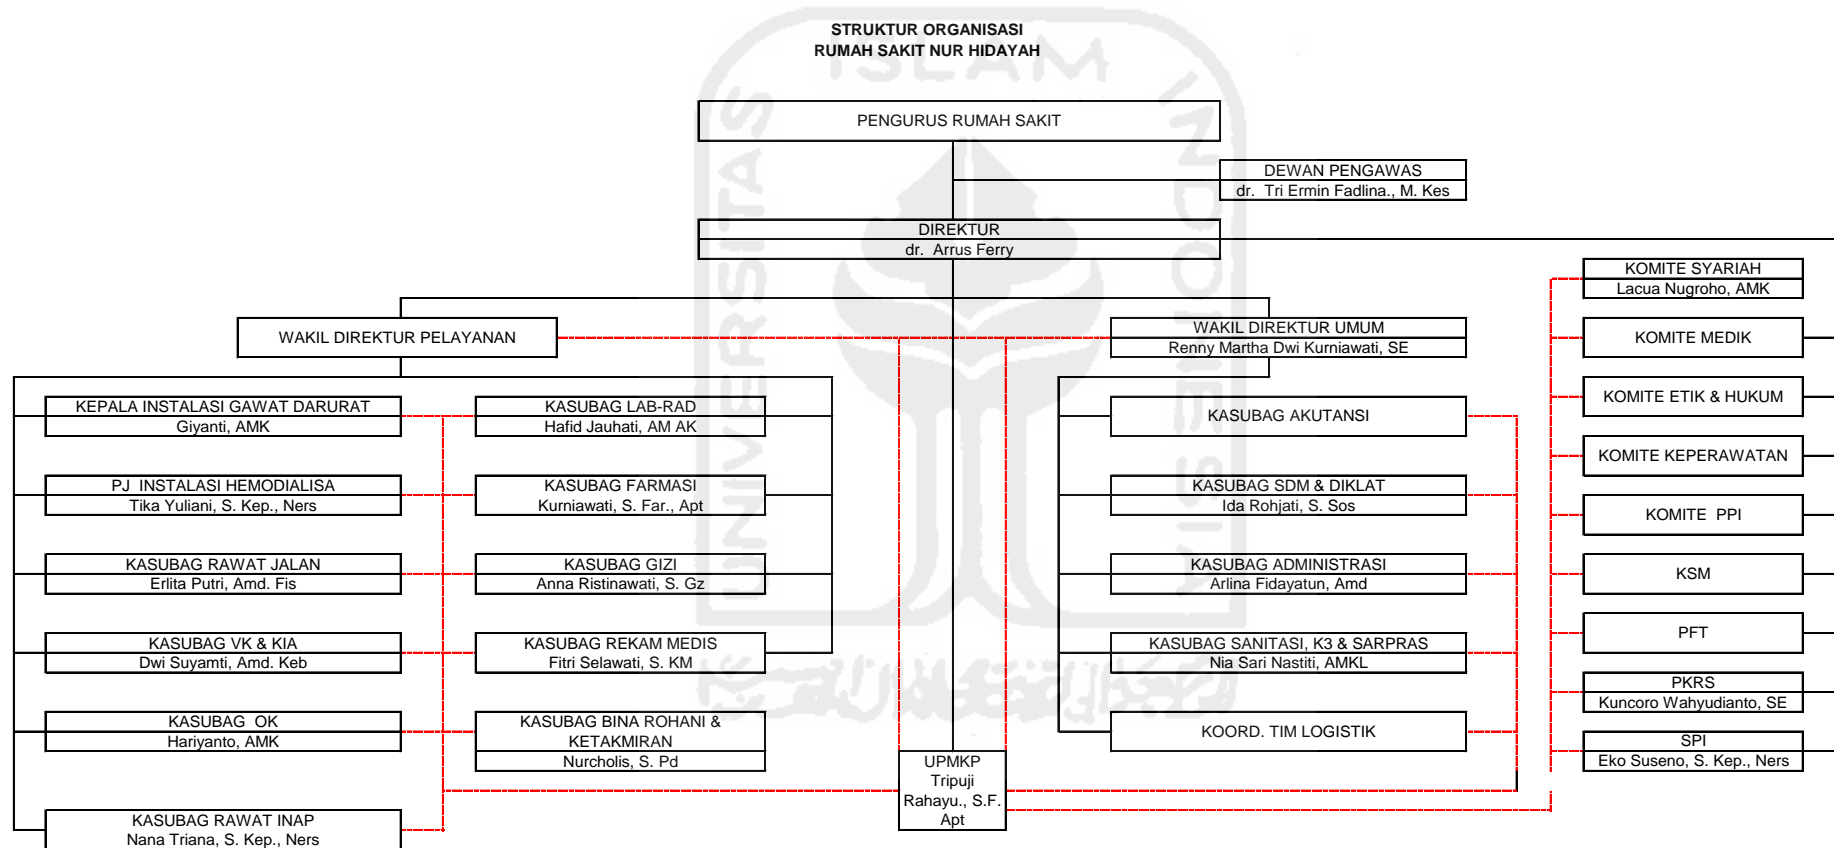 STRUKTUR ORGANISASI
RUMAH SAKIT NUR HIDAYAH
PENGURUS RUMAH SAKIT
DEWAN PENGAWAS
dr. Tri Ermin Fadlina., M. Kes
DIREKTUR
dr. Arrus Ferry
WAKIL DIREKTUR PELAYANAN
WAKIL DIREKTUR UMUM
Renny Martha Dwi Kurniawati, SE
KEPALA INSTALASI GAWAT DARURAT
Giyanti, AMK
PJ INSTALASI HEMODIALISA
Tika Yuliani, S. Kep., Ners
KASUBAG RAWAT JALAN
Erlita Putri, Amd. Fis
KASUBAG VK & KIA
Dwi Suyamti, Amd. Keb
KASUBAG OK
Hariyanto, AMK
KASUBAG RAWAT INAP
Nana Triana, S. Kep., Ners
KASUBAG LAB-RAD
Hafid Jauhati, AM AK
KASUBAG FARMASI
Kurniawati, S. Far., Apt
KASUBAG GIZI
Anna Ristinawati, S. Gz
KASUBAG REKAM MEDIS
Fitri Selawati, S. KM
KASUBAG BINA ROHANI &
KETAKMIRAN
Nurcholis, S. Pd
UPMKP
Tripuji
Rahayu., S.F.
Apt
KASUBAG AKUTANSI
KASUBAG SDM & DIKLAT
Ida Rohjati, S. Sos
KASUBAG ADMINISTRASI
Arlina Fidayatun, Amd
KASUBAG SANITASI, K3 & SARPRAS
Nia Sari Nastiti, AMKL
KOORD. TIM LOGISTIK
KOMITE SYARIAH
Lacua Nugroho, AMK
KOMITE MEDIK
KOMITE ETIK & HUKUM
KOMITE KEPERAWATAN
KOMITE PPI
KSM
PFT
PKRS
Kuncoro Wahyudianto, SE
SPI
Eko Suseno, S. Kep., Ners
UNIVERSITAS
ISLAM
INDONESIA